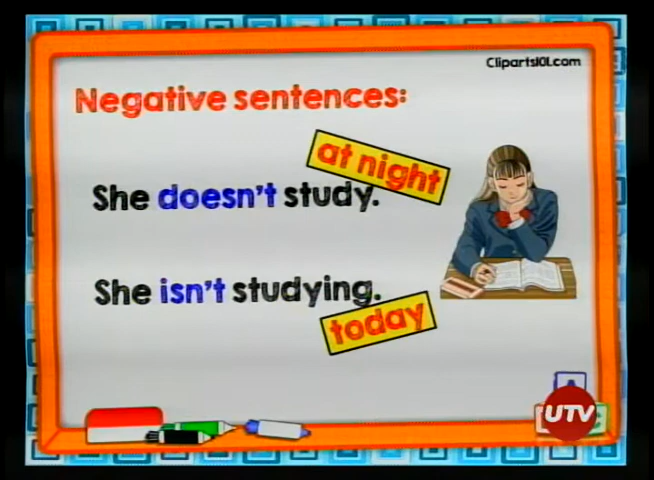 Cliparts101.com
Negative sentences:
at night
She doesn't study.
She isn't studying.
today
A
UTV